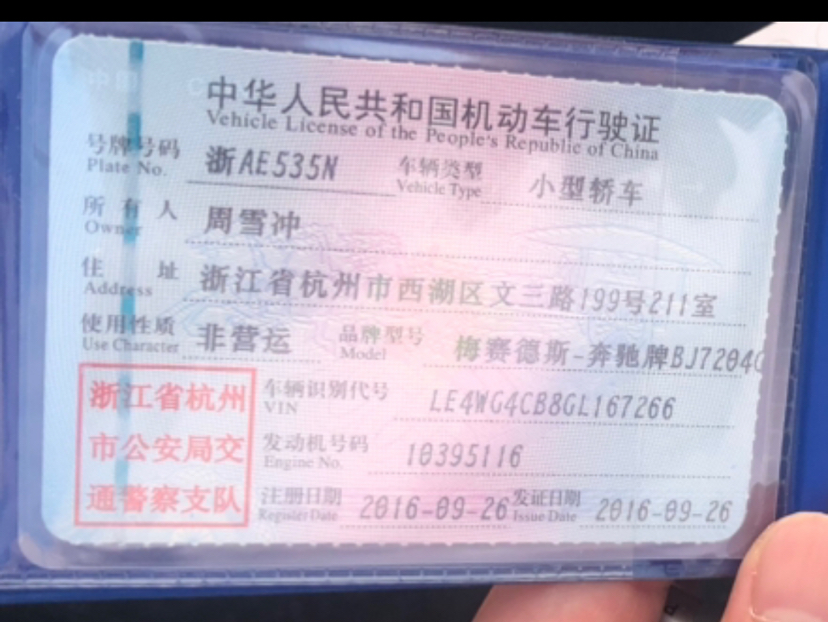 中华人民共和国机动车行驶证
Vehicle License of the People's Republic of China
号牌号码 浙AE535N 车辆类型 小型轿车
Plate No. Vehicle Type
所有人 周雪冲
Owner
住址 浙江省杭州市西湖区文三路199号211室
Address
使用性质 非营运 品牌型号 梅赛德斯-奔驰牌BJ7204G
Use Character Model
浙江省杭州 车辆识别代号 LE4WG4CB8GL167266
VIN
市公安局交 发动机号码 10395116
Engine No.
通警察支队 注册日期 2016-09-26 发证日期 2016-09-26
Register Date Issue Date